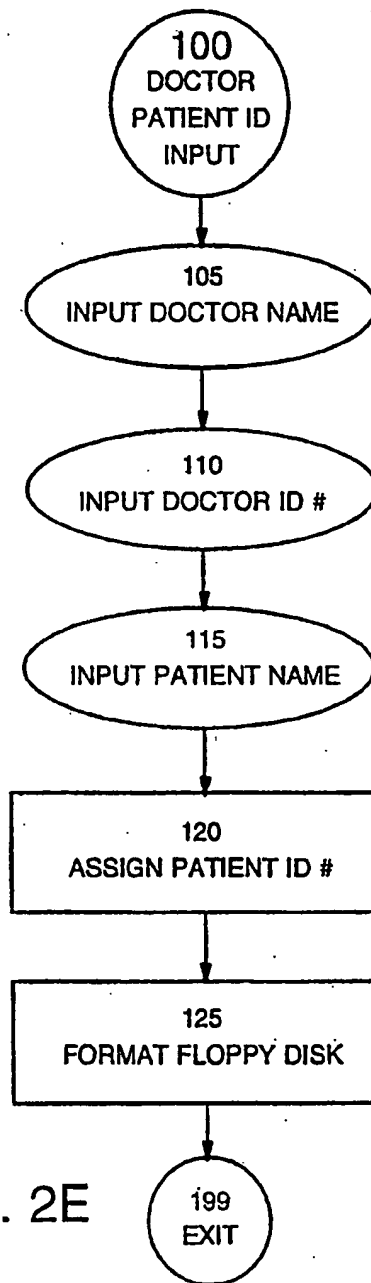 100
DOCTOR
PATIENT ID
INPUT
105
INPUT DOCTOR NAME
110
INPUT DOCTOR ID #
115
INPUT PATIENT NAME
120
ASSIGN PATIENT ID #
125
FORMAT FLOPPY DISK
. 2E
199
EXIT